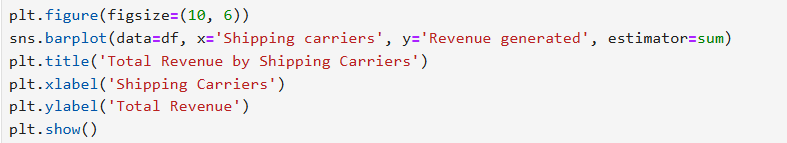 plt.figure(figsize=(10, 6))
sns.barplot(data=df, x='Shipping carriers', y='Revenue generated', estimator=sum)
plt.title('Total Revenue by Shipping Carriers')
plt.xlabel('Shipping Carriers')
plt.ylabel('Total Revenue')
plt.show()